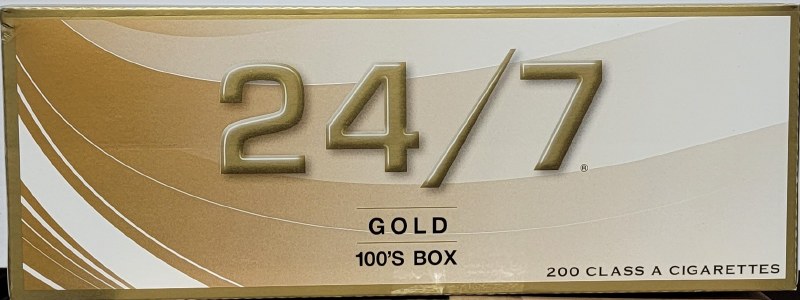 24/7®
GOLD
100'S BOX
200 CLASS A CIGARETTES